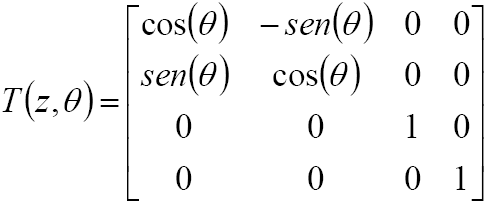 cos(θ) −sen(θ) 0 0
sen(θ) cos(θ) 0 0
T(z,θ)=
0 0 1 0
0 0 0 1